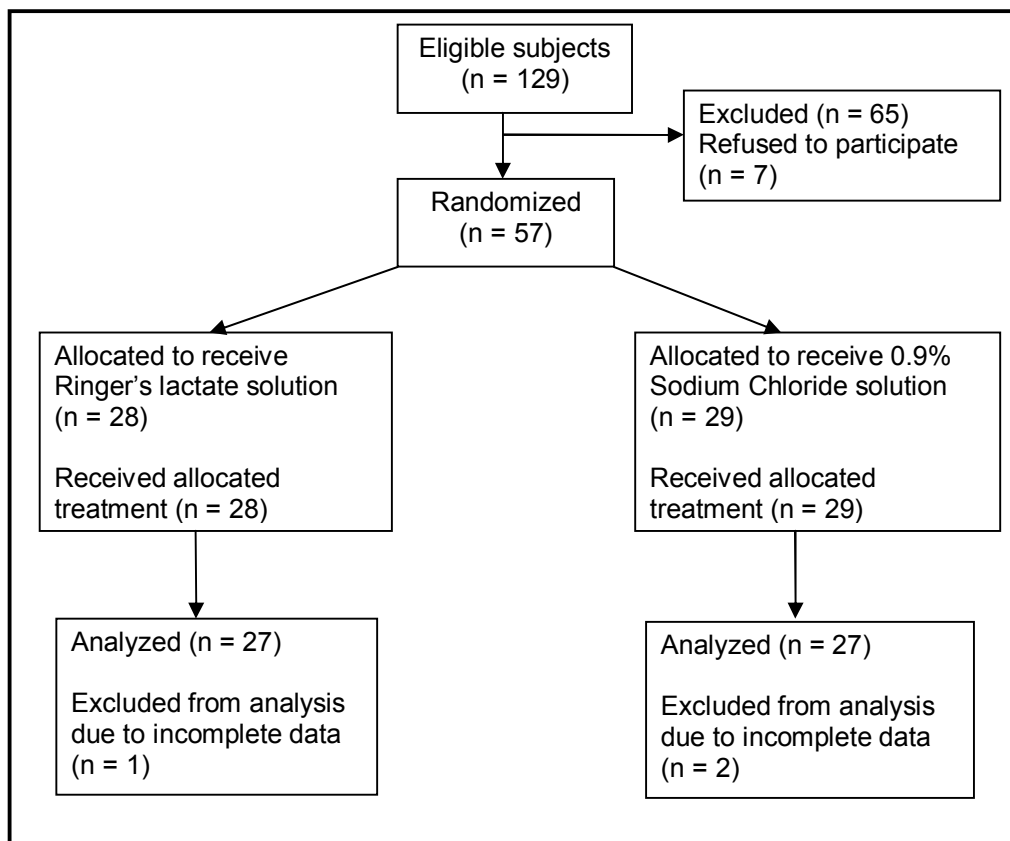 Eligible subjects
(n = 129)
Excluded (n = 65)
Refused to participate
(n = 7)
Randomized
(n = 57)
Allocated to receive
Ringer's lactate solution
(n = 28)
Received allocated
treatment (n = 28)
Allocated to receive 0.9%
Sodium Chloride solution
(n = 29)
Received allocated
treatment (n = 29)
Analyzed (n = 27)
Excluded from analysis
due to incomplete data
(n = 1)
Analyzed (n = 27)
Excluded from analysis
due to incomplete data
(n = 2)